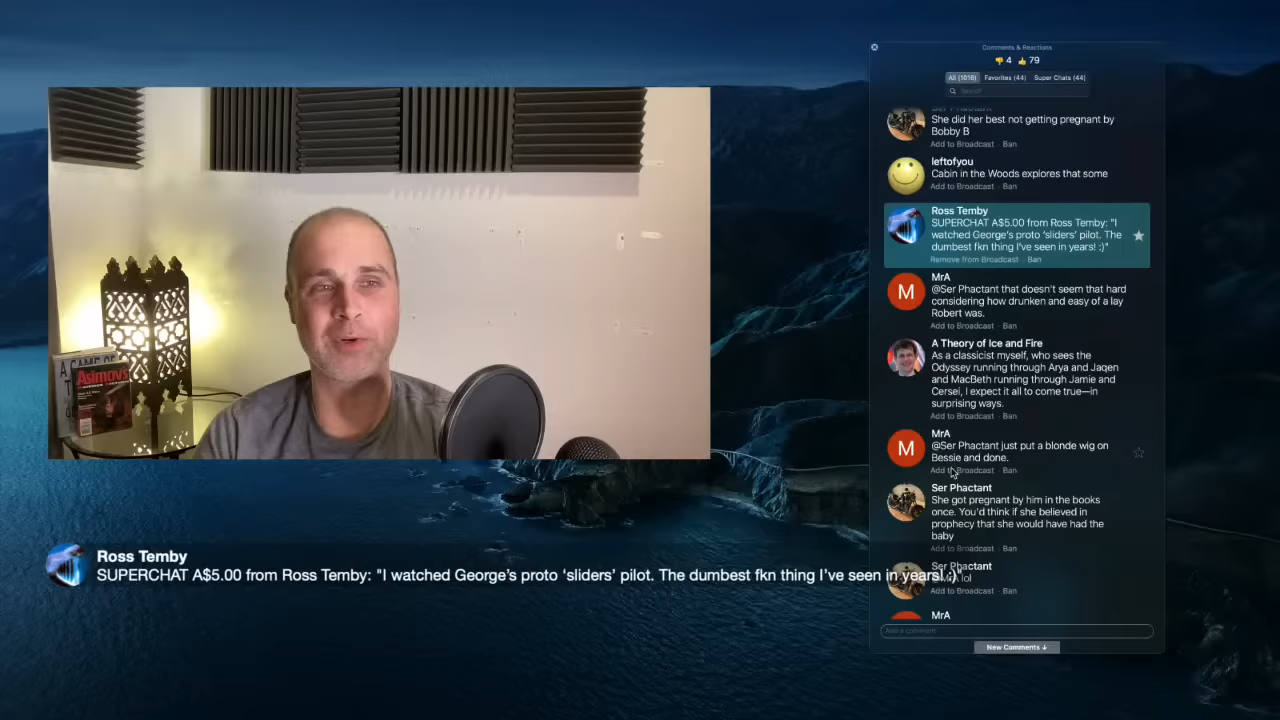 Comments & Reactions
4 79
All (1016) Favorites (44) Super Chats (44)
Search
Ser Phactant
She did her best not getting pregnant by
Bobby B
Add to Broadcast · Ban
leftofyou
Cabin in the Woods explores that some
Add to Broadcast · Ban
Ross Temby
SUPERCHAT A$5.00 from Ross Temby: "I
watched George's proto 'sliders' pilot. The
dumbest fkn thing I've seen in years! :)"
Remove from Broadcast · Ban
M
MrA
@Ser Phactant that doesn't seem that hard
considering how drunken and easy of a lay
Robert was.
Add to Broadcast · Ban
A Theory of Ice and Fire
As a classicist myself, who sees the
Odyssey running through Arya and Jaqen
and MacBeth running through Jamie and
Cersei, I expect it all to come true—in
surprising ways.
Add to Broadcast · Ban
M
MrA
@Ser Phactant just put a blonde wig on
Bessie and done.
Add to Broadcast · Ban
Ser Phactant
She got pregnant by him in the books
once. You'd think if she believed in
prophecy that she would have had the
baby
Add to Broadcast · Ban
Ser Phactant
lol
Add to Broadcast · Ban
MrA
Add a comment
New Comments ↓
A GAME OF
Asimov's
Ross Temby
SUPERCHAT A$5.00 from Ross Temby: "I watched George's proto 'sliders' pilot. The dumbest fkn thing I've seen in years! :)"